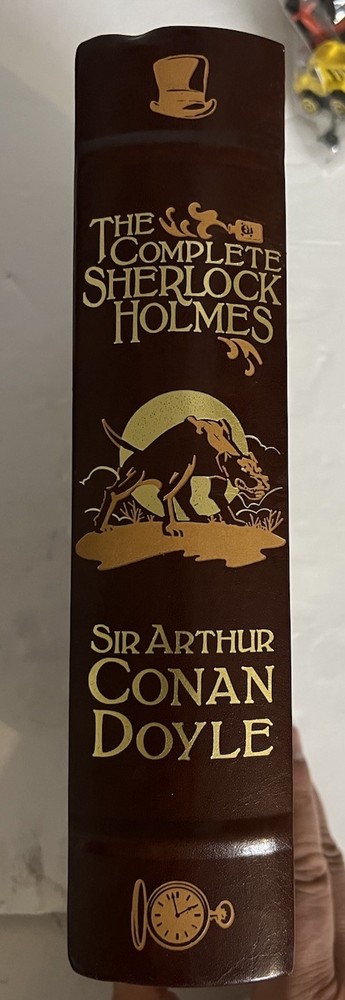 THE
COMPLETE
SHERLOCK
HOLMES
SIR ARTHUR
CONAN
DOYLE